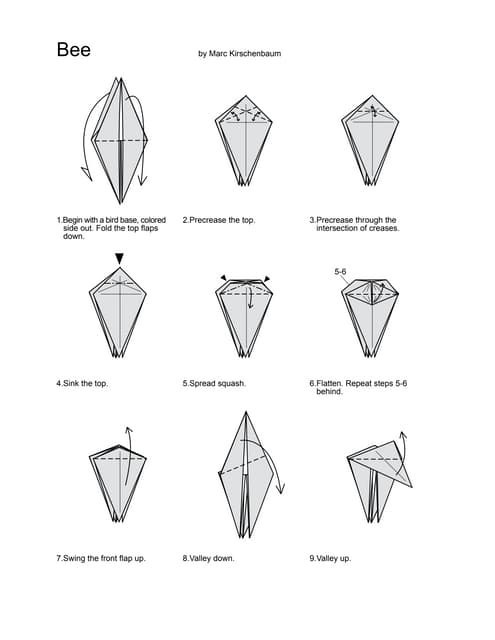 Bee
by Marc Kirschenbaum
1.Begin with a bird base, colored
side out. Fold the top flaps
down.
2.Precrease the top.
3.Precrease through the
intersection of creases.
4.Sink the top.
5.Spread squash.
5-6
6.Flatten. Repeat steps 5-6
behind.
7.Swing the front flap up.
8.Valley down.
9.Valley up.